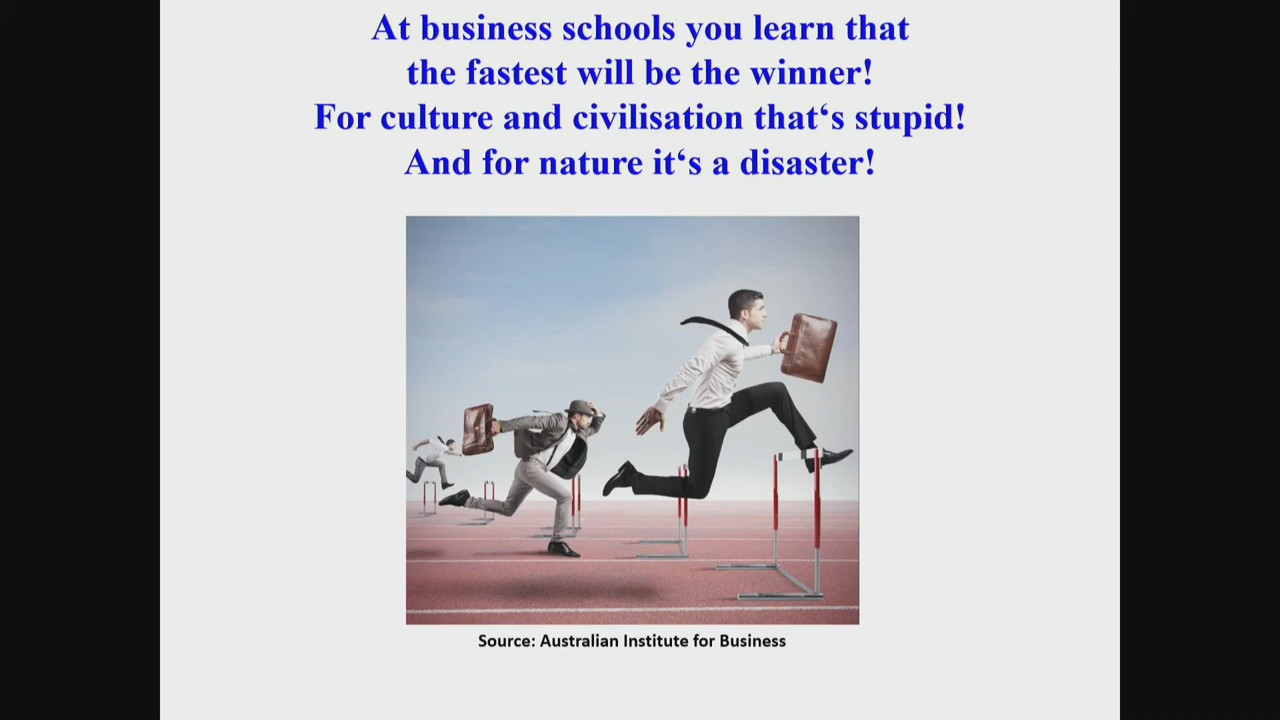 At business schools you learn that
the fastest will be the winner!
For culture and civilisation that‘s stupid!
And for nature it‘s a disaster!
Source: Australian Institute for Business